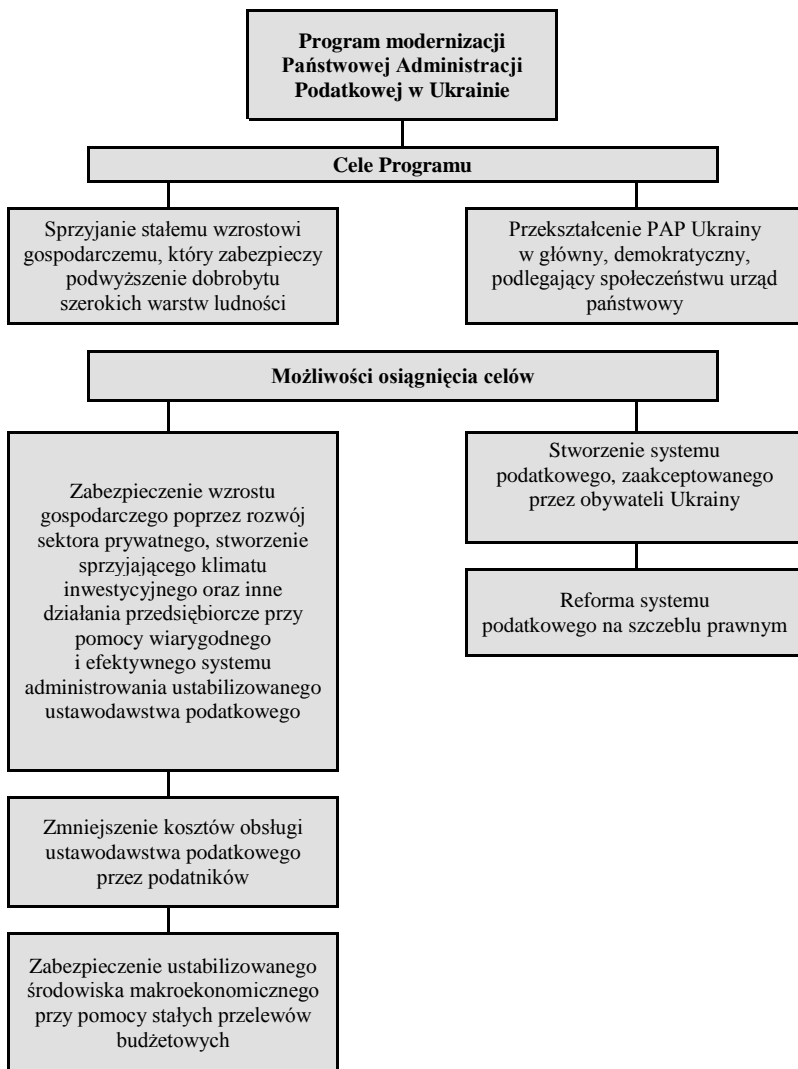 Program modernizacji
Państwowej Administracji
Podatkowej w Ukrainie
Cele Programu
Sprzyjanie stałemu wzrostowi
gospodarczemu, który zabezpieczy
podwyższenie dobrobytu
szerokich warstw ludności
Przekształcenie PAP Ukrainy
w główny, demokratyczny,
podlegający społeczeństwu urząd
państwowy
Możliwości osiągnięcia celów
Zabezpieczenie wzrostu
gospodarczego poprzez rozwój
sektora prywatnego, stworzenie
sprzyjającego klimatu
inwestycyjnego oraz inne
działania przedsiębiorcze przy
pomocy wiarygodnego
i efektywnego systemu
administrowania ustabilizowanego
ustawodawstwa podatkowego
Zmniejszenie kosztów obsługi
ustawodawstwa podatkowego
przez podatników
Zabezpieczenie ustabilizowanego
środowiska makroekonomicznego
przy pomocy stałych przelewów
budżetowych
Stworzenie systemu
podatkowego, zaakceptowanego
przez obywateli Ukrainy
Reforma systemu
podatkowego na szczeblu prawnym